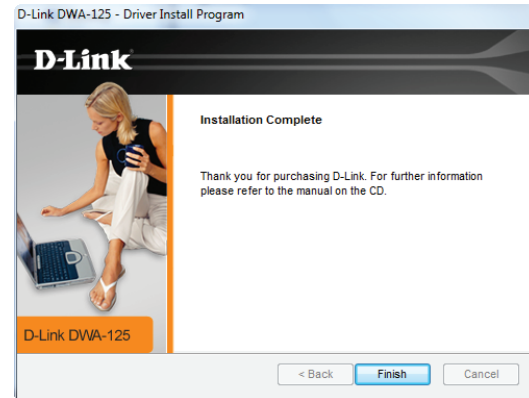 D-Link DWA-125 - Driver Install Program
D-Link
Installation Complete
Thank you for purchasing D-Link. For further information
please refer to the manual on the CD.
D-Link DWA-125
< Back
Finish
Cancel